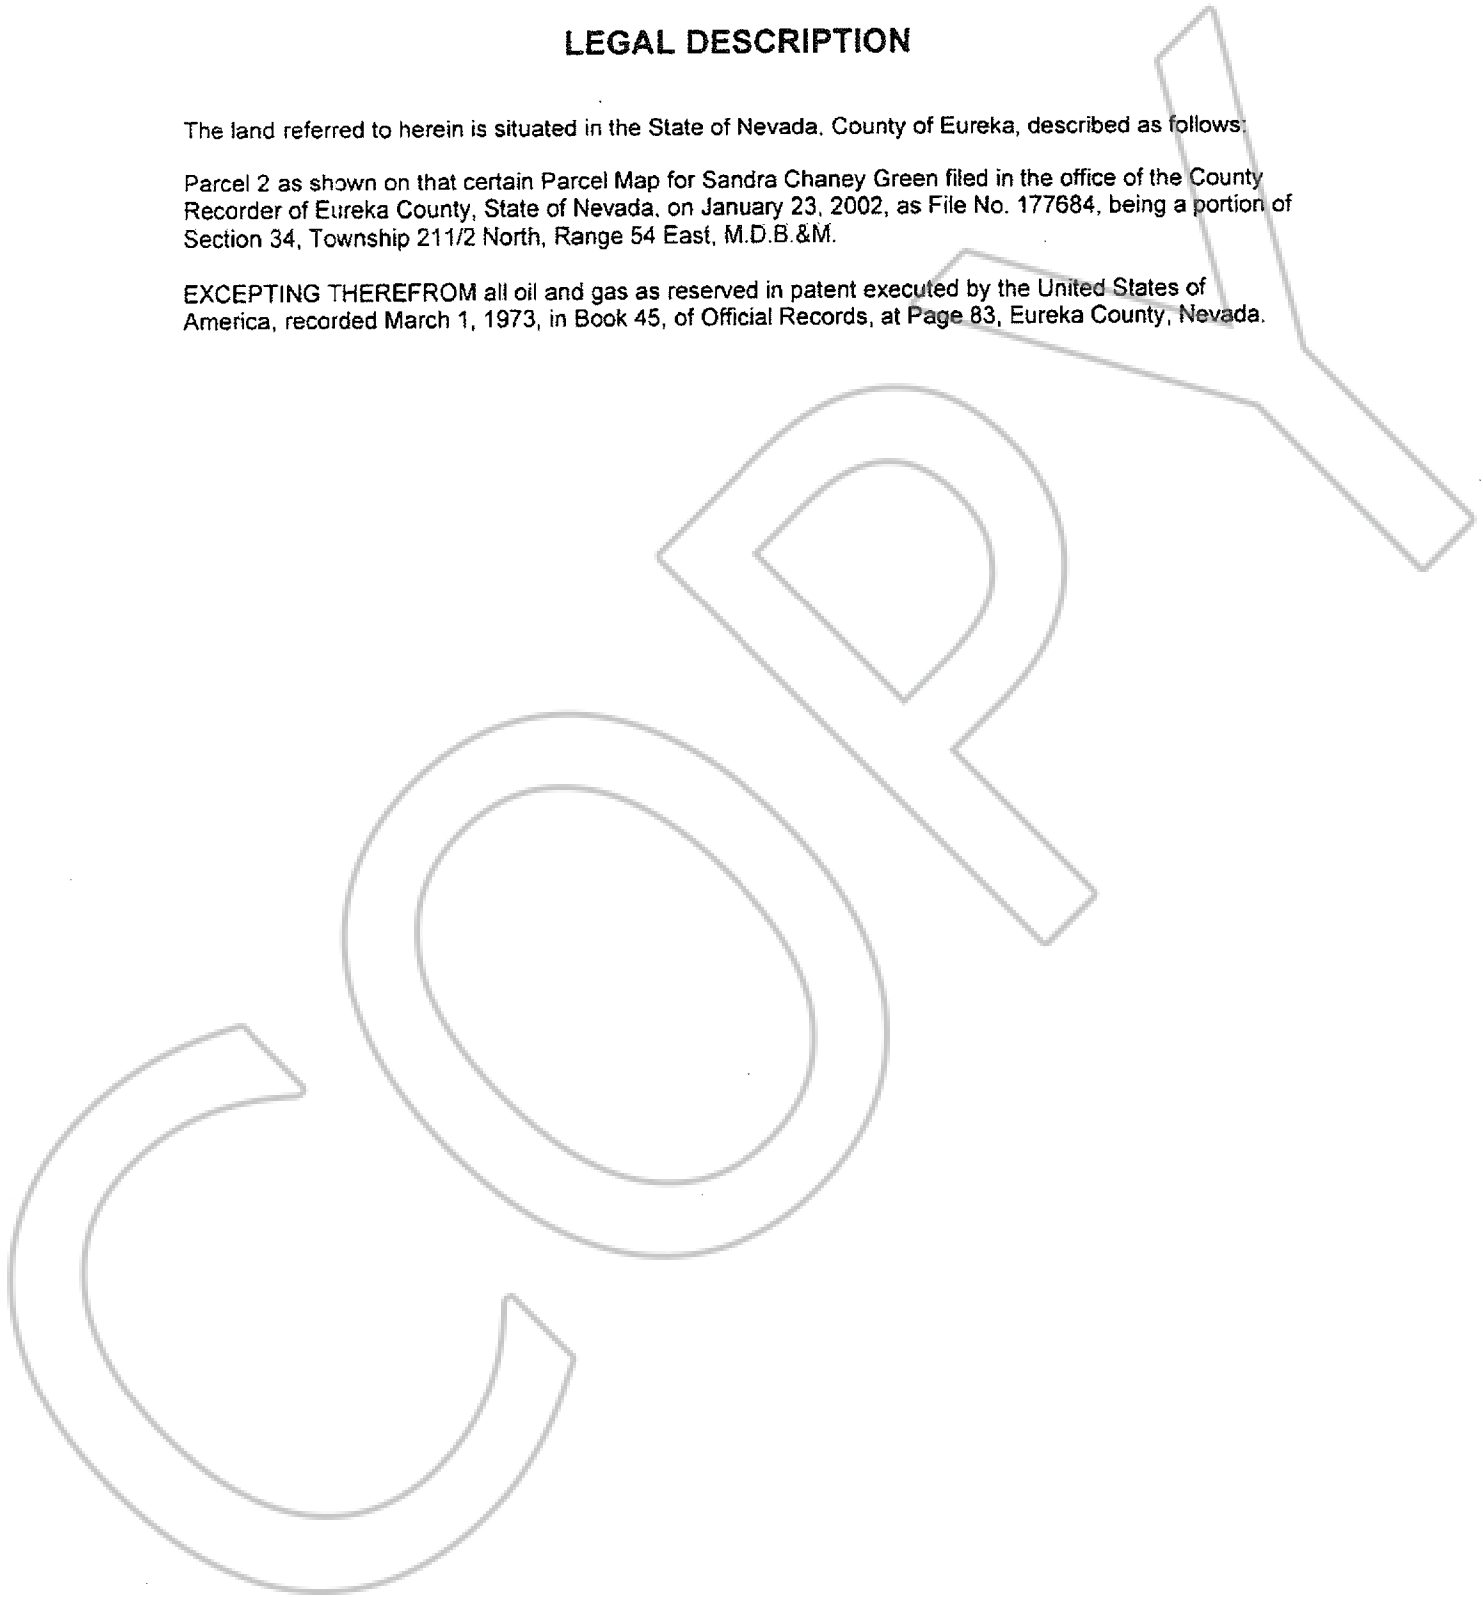 LEGAL DESCRIPTION
The land referred to herein is situated in the State of Nevada, County of Eureka, described as follows:
Parcel 2 as shown on that certain Parcel Map for Sandra Chaney Green filed in the office of the County
Recorder of Eureka County, State of Nevada, on January 23, 2002, as File No. 177684, being a portion of
Section 34, Township 211/2 North, Range 54 East, M.D.B.&M.
EXCEPTING THEREFROM all oil and gas as reserved in patent executed by the United States of
America, recorded March 1, 1973, in Book 45, of Official Records, at Page 83, Eureka County, Nevada.
COPY